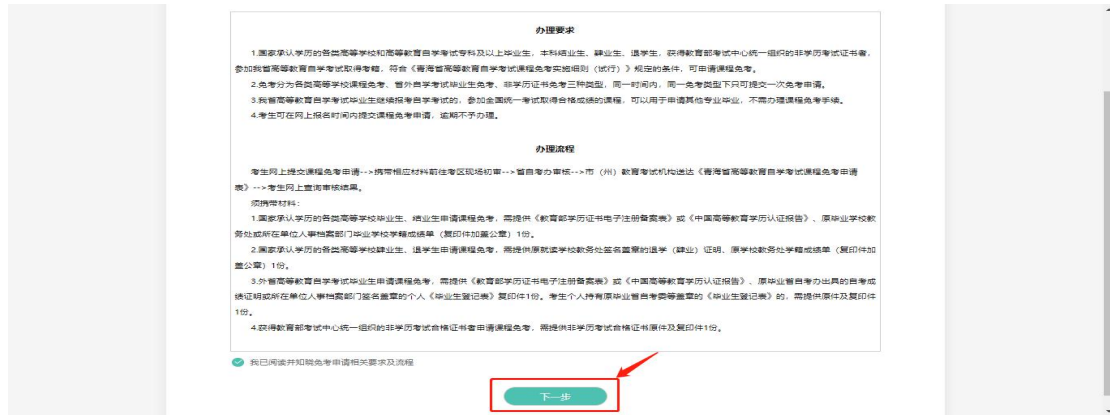 办理要求
1.国家承认学历的各类高等学校和高等教育自学考试专科及以上毕业生，本科结业生、肄业生、退学生，获得教育部考试中心统一组织的非学历考试证书者，
参加我省高等教育自学考试取得考籍，符合《青海省高等教育自学考试课程免考实施细则（试行）》规定的条件，可申请课程免考。
2.免考分为各类高等学校课程免考、省外自学考试毕业生免考、非学历证书免考三种类型，同一时间内，同一免考类型下只可提交一次免考申请。
3.我省高等教育自学考试毕业生继续报考自学考试的，参加全国统一考试取得合格成绩的课程，可以用于申请其他专业毕业，不需办理课程免考手续。
4.考生可在网上报名时间内提交课程免考申请，逾期不予办理。
办理流程
考生网上提交课程免考申请-->携带相应材料前往考区现场初审-->省自考办审核-->市（州）教育考试机构送达《青海省高等教育自学考试课程免考申请
表》-->考生网上查询审核结果。
须携带材料：
1.国家承认学历的各类高等学校毕业生、结业生申请课程免考，需提供《教育部学历证书电子注册备案表》或《中国高等教育学历认证报告》、原毕业学校教
务处或所在单位人事档案部门毕业学校学籍成绩单（复印件加盖公章）1份。
2.国家承认学历的各类高等学校肄业生、退学生申请课程免考，需提供原就读学校教务处签名盖章的退学（肄业）证明、原学校教务处学籍成绩单（复印件加
盖公章）1份。
3.外省高等教育自学考试毕业生申请课程免考，需提供《教育部学历证书电子注册备案表》或《中国高等教育学历认证报告》、原毕业省自考办出具的自考成
绩证明或所在单位人事档案部门签名盖章的个人《毕业生登记表》复印件1份。考生个人持有原毕业省自考委等盖章的《毕业生登记表》的，需提供原件及复印件
1份。
4.获得教育部考试中心统一组织的非学历考试合格证书者申请课程免考，需提供非学历考试合格证书原件及复印件1份。
我已阅读并知晓免考申请相关要求及流程
下一步